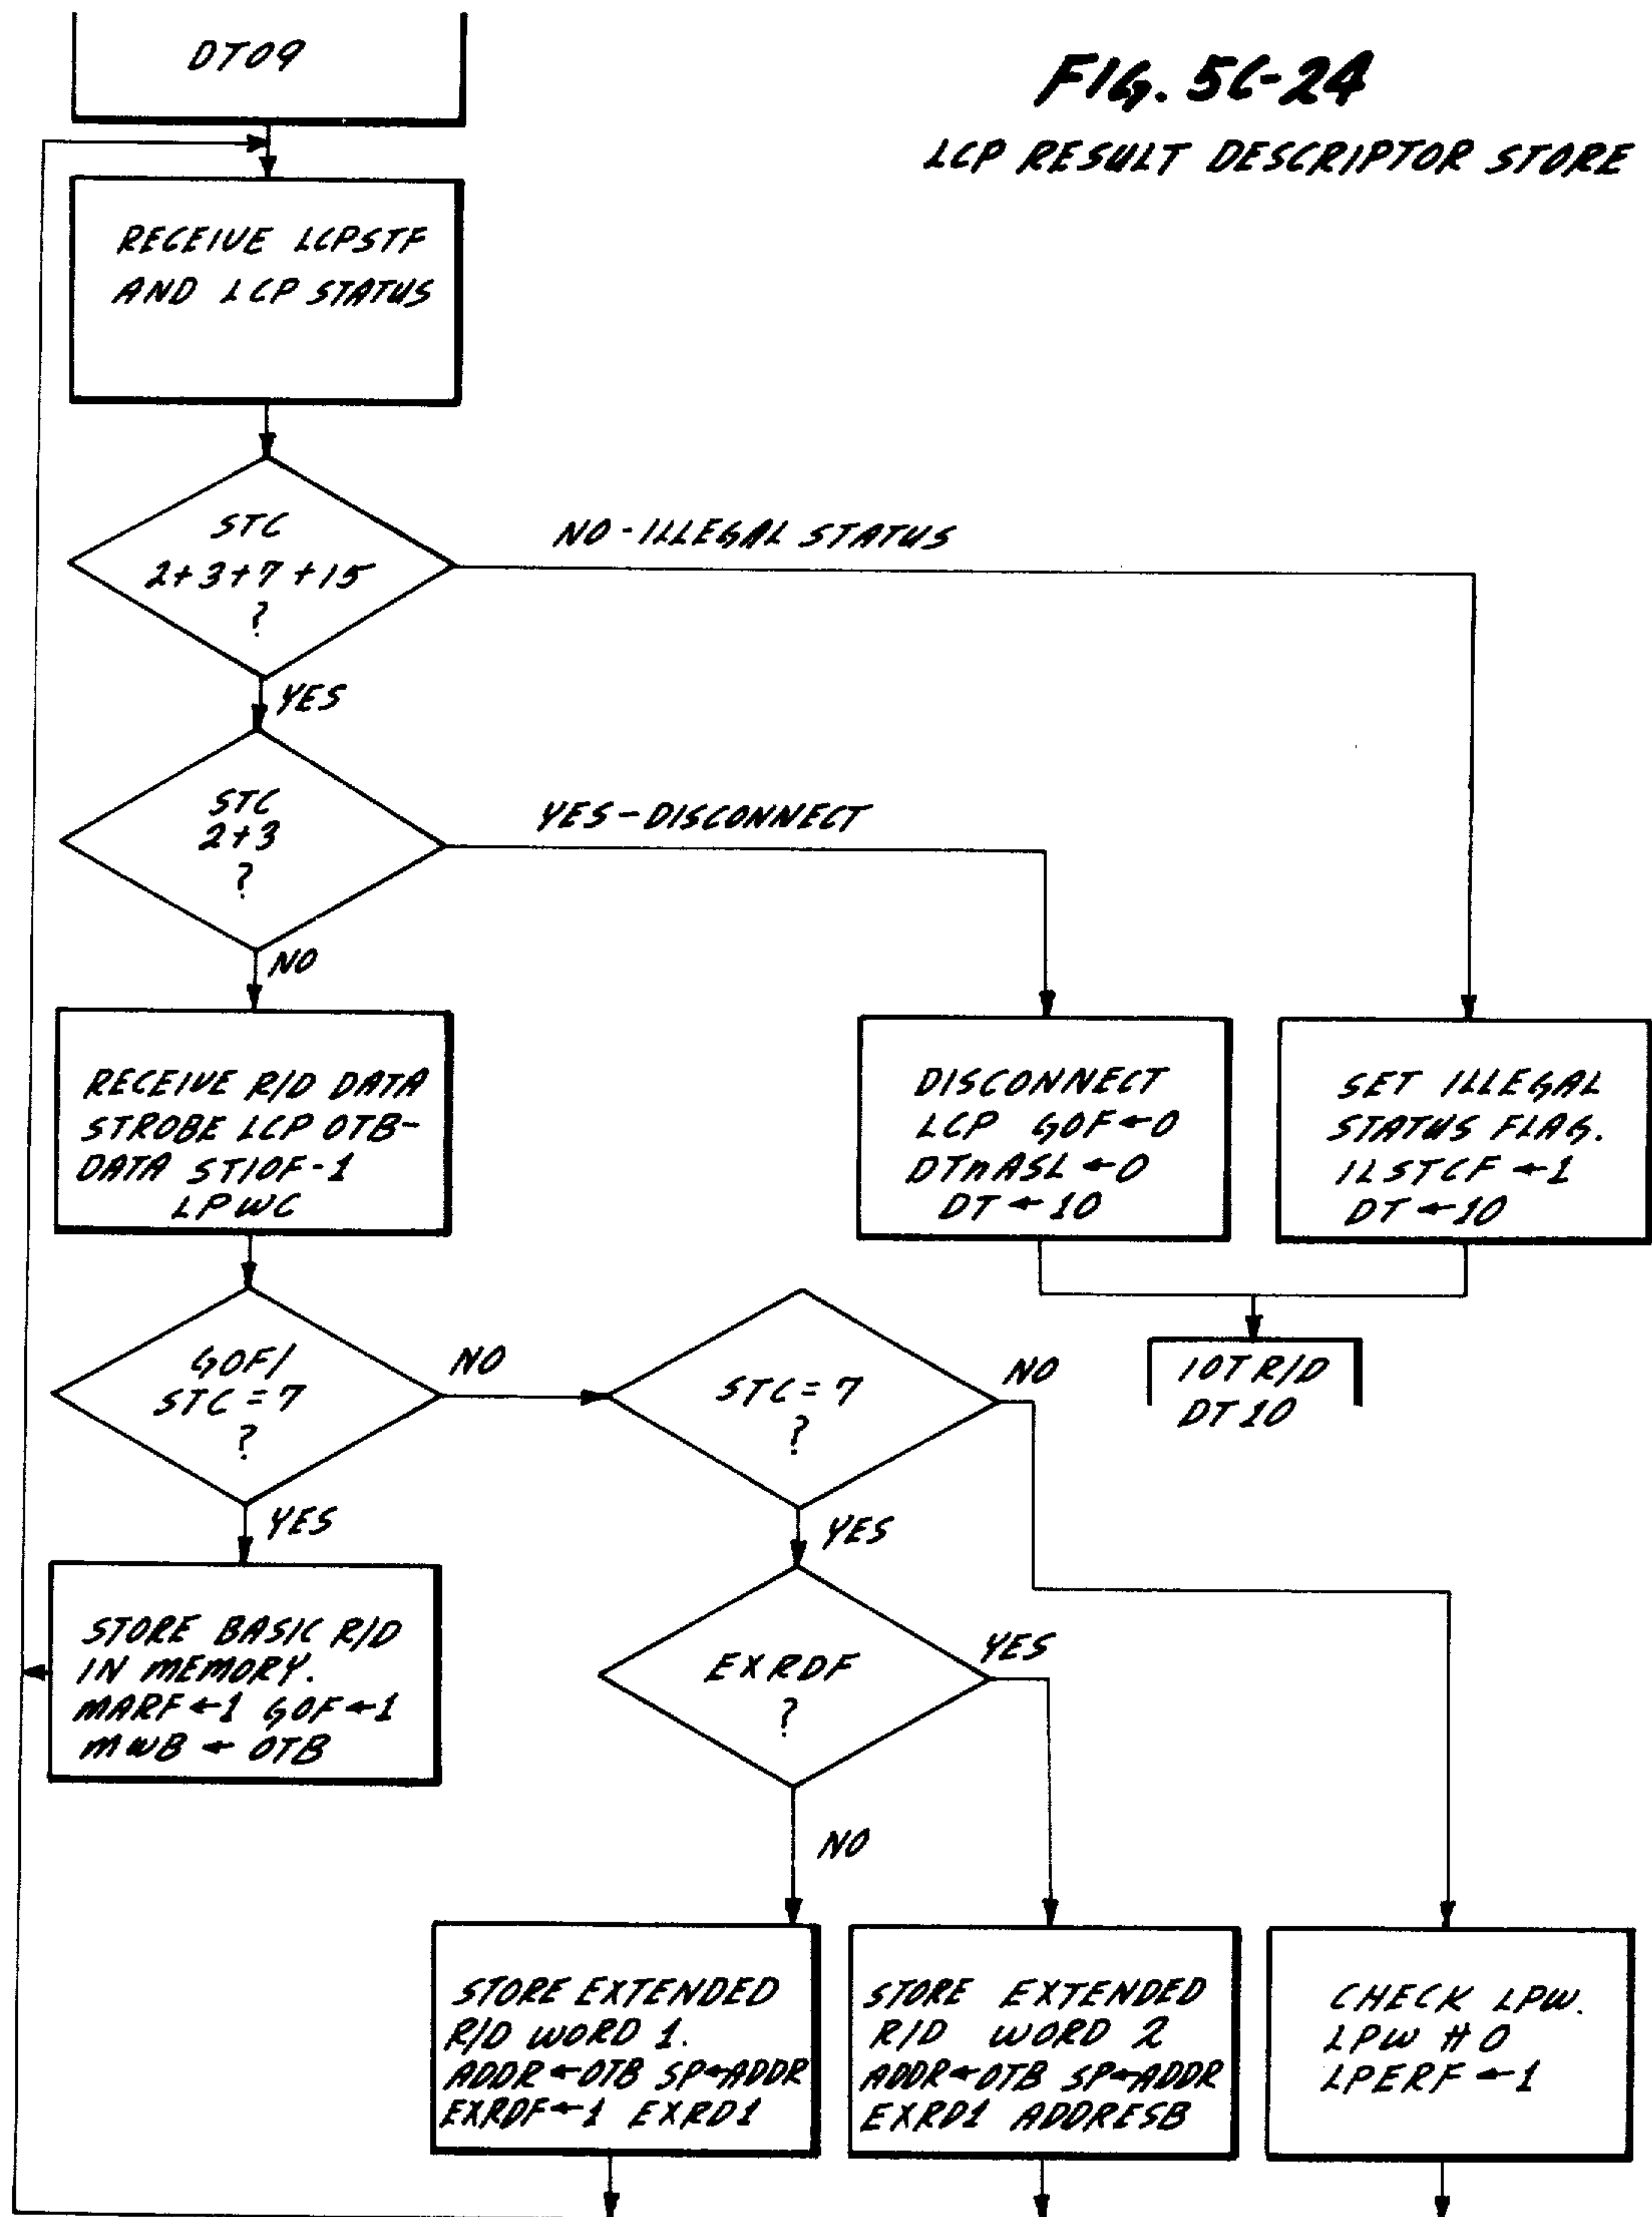 DT09
FIG. 5C-24
LCP RESULT DESCRIPTOR STORE
RECEIVE LCPSTF
AND LCP STATUS
STC
2+3+7+15
?
NO-ILLEGAL STATUS
YES
STC
2+3
?
YES-DISCONNECT
NO
RECEIVE R/D DATA
STROBE LCP OTB-
DATA STIOF-1
LPWC
DISCONNECT
LCP GOF←0
DTnASL←0
DT←10
SET ILLEGAL
STATUS FLAG.
ILSTCF←1
DT←10
GOF/
STC=7
?
NO
STC=7
?
NO
IOT R/D
DT10
YES
YES
STORE BASIC R/D
IN MEMORY.
MARF←1 GOF←1
MWB←OTB
EXRDF
?
YES
NO
STORE EXTENDED
R/D WORD 1.
ADDR←OTB SP←ADDR
EXRDF←1 EXRD1
STORE EXTENDED
R/D WORD 2
ADDR←OTB SP←ADDR
EXRD1 ADDRESB
CHECK LPW.
LPW #0
LPERF←1